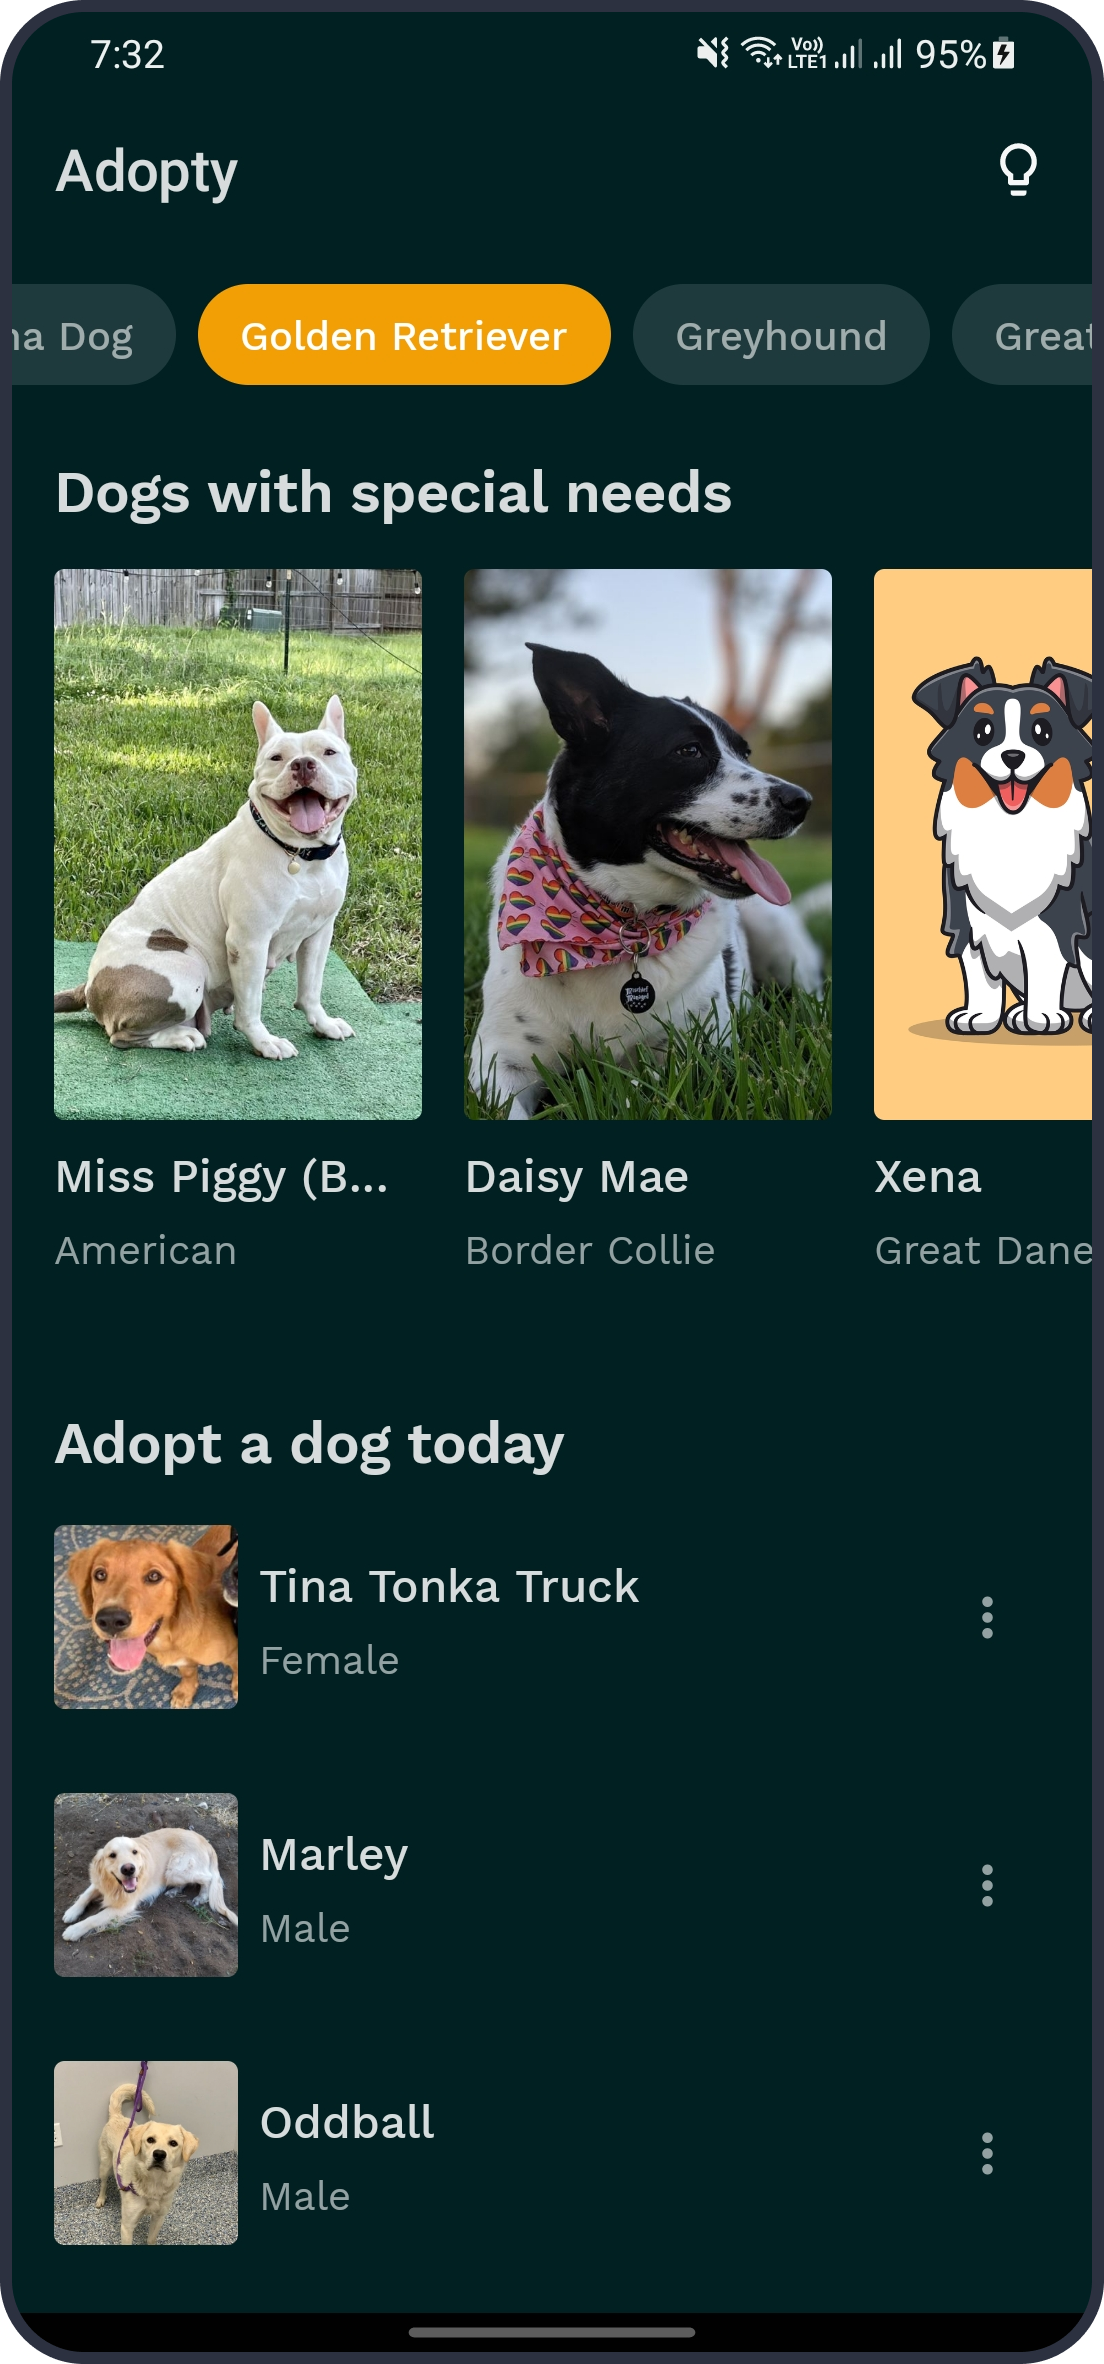 7:32
Vo))
LTE1
95%
Adopty
na Dog
Golden Retriever
Greyhound
Great
Dogs with special needs
Miss Piggy (B...
Daisy Mae
Xena
American
Border Collie
Great Dane
Adopt a dog today
Tina Tonka Truck
Female
Marley
Male
Oddball
Male